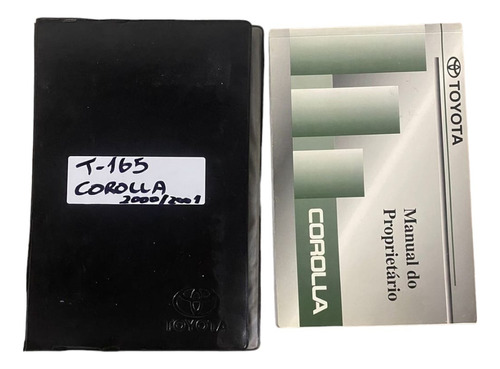 T-165
COROLLA
2000/2001
TOYOTA
TOYOTA
Manual do
Proprietário
COROLLA